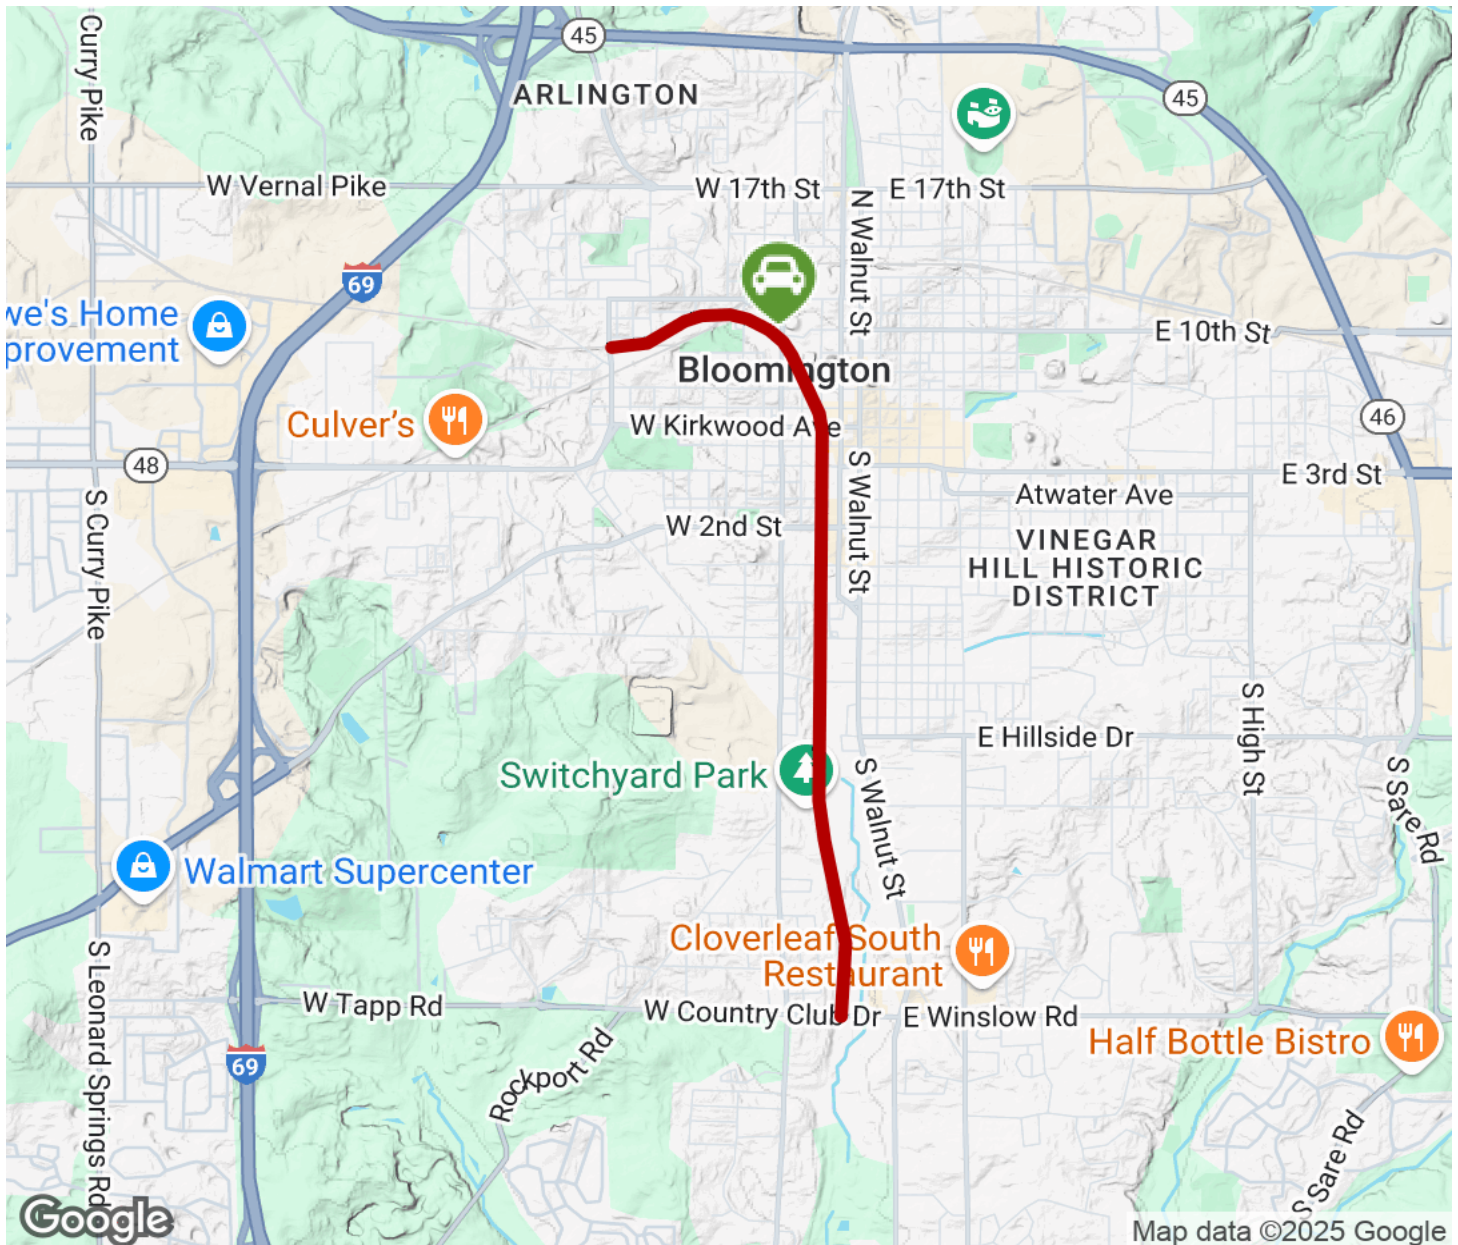 Curry Pike
45
ARLINGTON
45
W Vernal Pike
W 17th St
E 17th St
N Walnut St
69
we's Home
provement
E 10th St
Bloomington
Culver's
W Kirkwood Ave
46
48
E 3rd St
S Curry Pike
S Walnut St
Atwater Ave
W 2nd St
VINEGAR
HILL HISTORIC
DISTRICT
S High St
E Hillside Dr
Switchyard Park
S Walnut St
S Sare Rd
Walmart Supercenter
Cloverleaf South
Restaurant
S Leonard Springs Rd
W Tapp Rd
W Country Club Dr
E Winslow Rd
Half Bottle Bistro
69
Rockport Rd
S Sare Rd
Google
Map data ©2025 Google